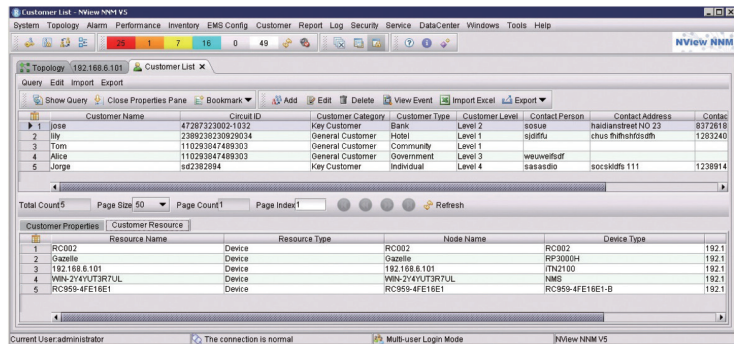 Customer List - NView NNM V5
System Topology Alarm Performance Inventory EMS Config Customer Report Log Security Service DataCenter Windows Tools Help
25 1 7 16 0 49 NView NNM
Topology 192.168.6.101 Customer List
Query Edit Import Export
Show Query Close Properties Pane Bookmark Add Edit Delete View Event Import Excel Export
Customer Name Circuit ID Customer Category Customer Type Customer Level Contact Person Contact Address Contac
1 jose 47287323002-1032 Key Customer Bank Level 2 sosue haidianstreet NO 23 8372618
2 lily 2389238230929034 General Customer Hotel Level 1 sjdififu chus fhifhshfdsdfh 1283240
3 Tom 110293847489303 General Customer Community Level 1
4 Alice 110293847489303 General Customer Government Level 3 weuweifsdf
5 Jorge sd2382894 Key Customer Individual Level 4 sasasdio socskldfs 111 1238914
Total Count 5 Page Size 50 Page Count 1 Page Index 1 Refresh
Customer Properties Customer Resource
Resource Name Resource Type Node Name Device Type
1 RC002 Device RC002 RC002 192.1
2 Gazelle Device Gazelle RP3000H 192.1
3 192.168.6.101 Device 192.168.6.101 ITN2100 192.1
4 WIN-2Y4YUT3R7UL Device WIN-2Y4YUT3R7UL NMS 192.1
5 RC959-4FE16E1 Device RC959-4FE16E1 RC959-4FE16E1-B 192.1
Current User:administrator The connection is normal Multi-user Login Mode NView NNM V5